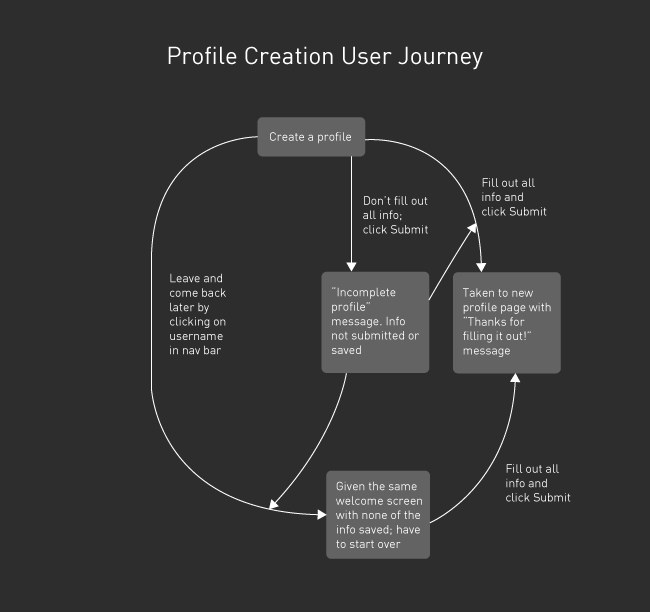 Profile Creation User Journey
Create a profile
Fill out all
info and
click Submit
Don't fill out
all info;
click Submit
Leave and
come back
later by
clicking on
username
in nav bar
"Incomplete
profile"
message. Info
not submitted or
saved
Taken to new
profile page with
"Thanks for
filling it out!"
message
Fill out all
info and
click Submit
Given the same
welcome screen
with none of the
info saved; have
to start over